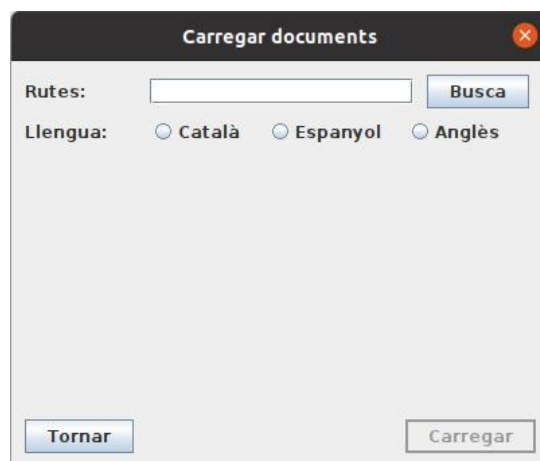 Carregar documents
Rutes: Busca
Llengua: Català Espanyol Anglès
Tornar Carregar